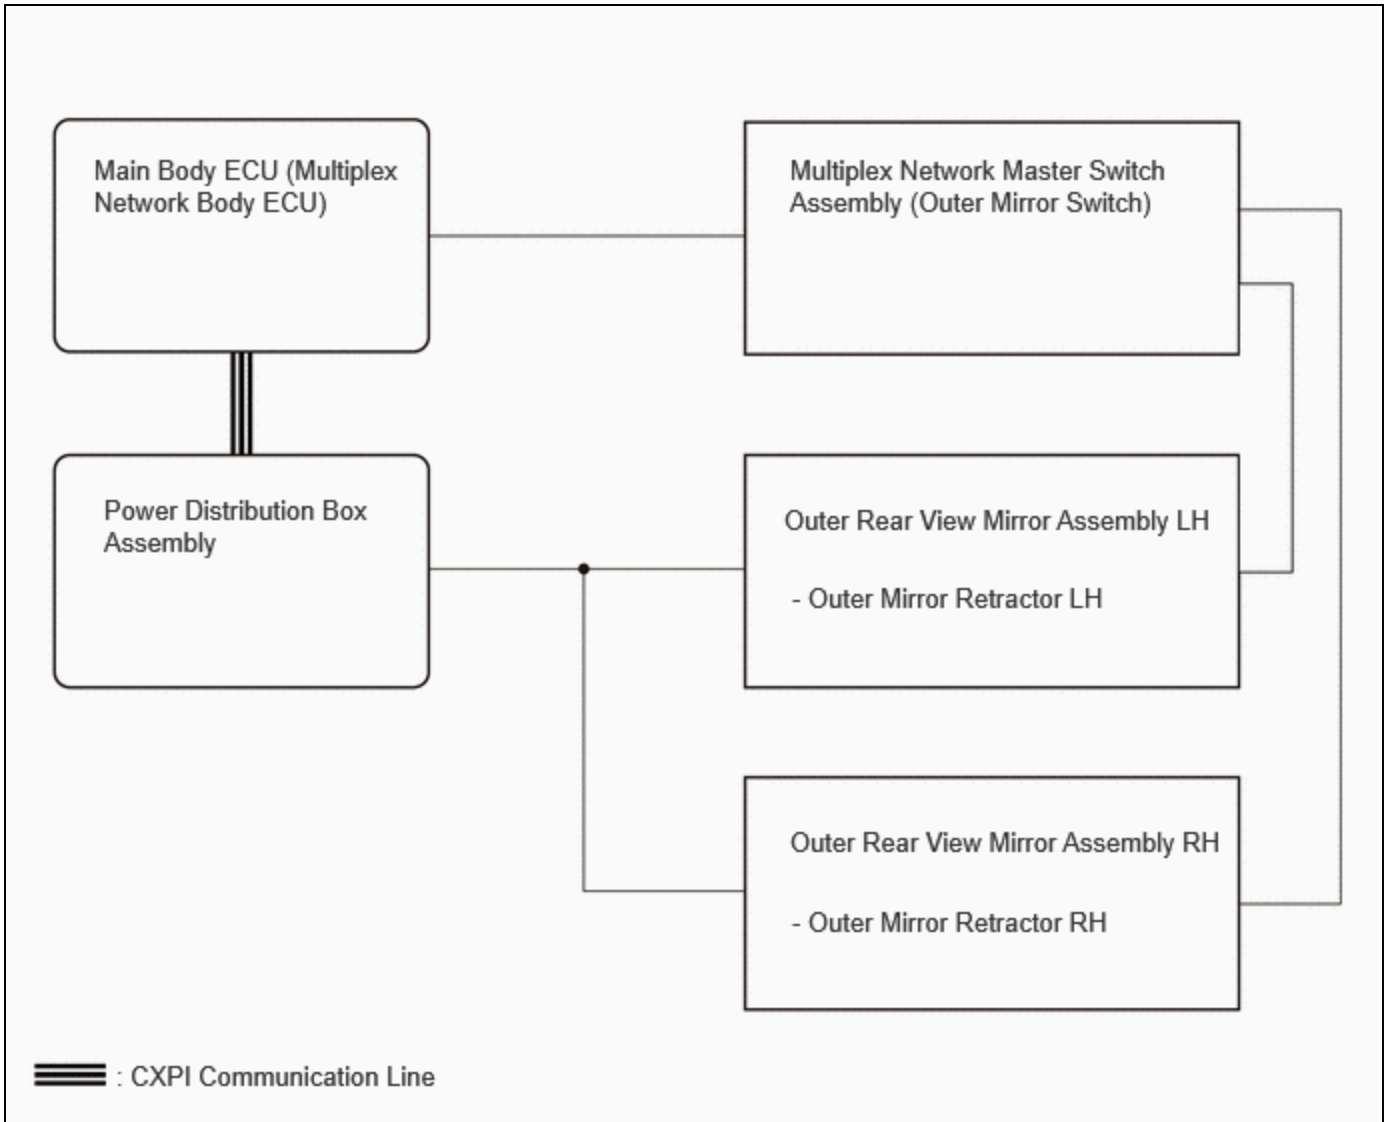 Main Body ECU (Multiplex
Network Body ECU)
Multiplex Network Master Switch
Assembly (Outer Mirror Switch)
Power Distribution Box
Assembly
Outer Rear View Mirror Assembly LH
- Outer Mirror Retractor LH
Outer Rear View Mirror Assembly RH
- Outer Mirror Retractor RH
: CXPI Communication Line